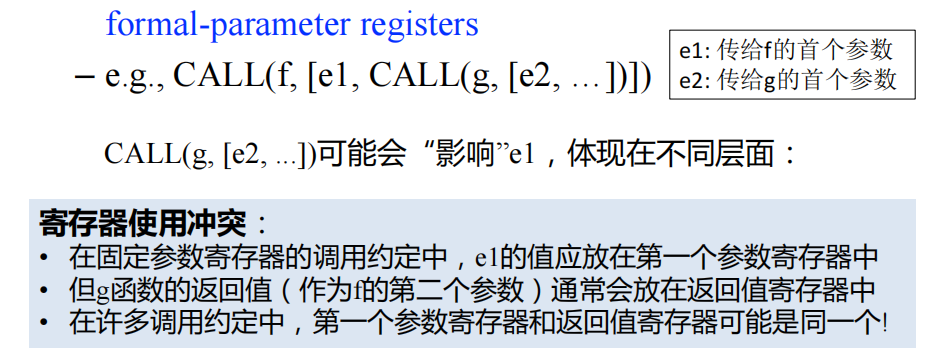 formal-parameter registers
– e.g., CALL(f, [e1, CALL(g, [e2, …])])
e1: 传给f的首个参数
e2: 传给g的首个参数
CALL(g, [e2, ...])可能会“影响”e1，体现在不同层面：
寄存器使用冲突：
• 在固定参数寄存器的调用约定中，e1的值应放在第一个参数寄存器中
• 但g函数的返回值（作为f的第二个参数）通常会放在返回值寄存器中
• 在许多调用约定中，第一个参数寄存器和返回值寄存器可能是同一个!